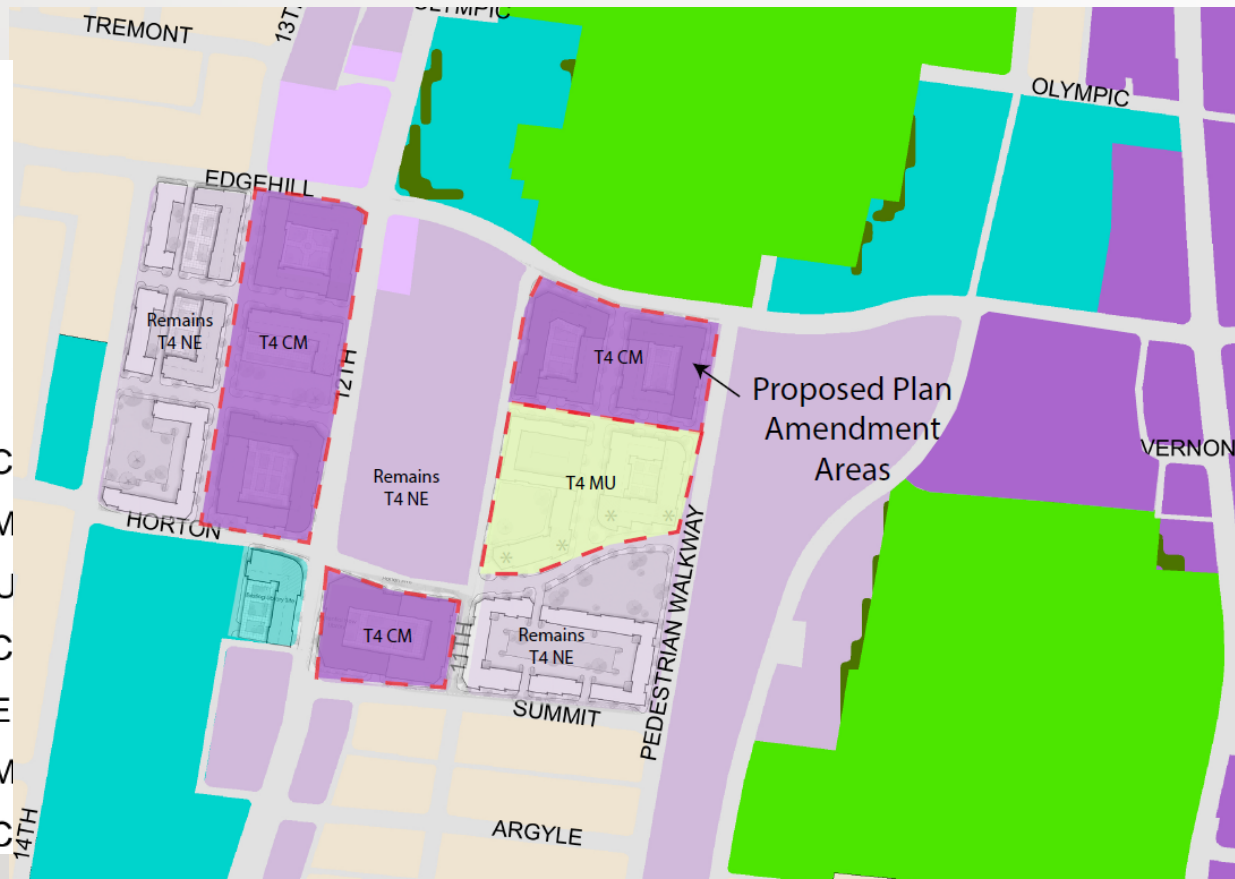 OLYMPIC
TREMONT
13TH
OLYMPIC
EDGEHILL
Remains
T4 NE
T4 CM
12TH
T4 CM
Proposed Plan
Amendment
Areas
VERNON
Remains
T4 NE
T4 MU
C
M
U
C
E
M
C
HORTON
PEDESTRIAN WALKWAY
T4 CM
11TH
Remains
T4 NE
SUMMIT
14TH
ARGYLE